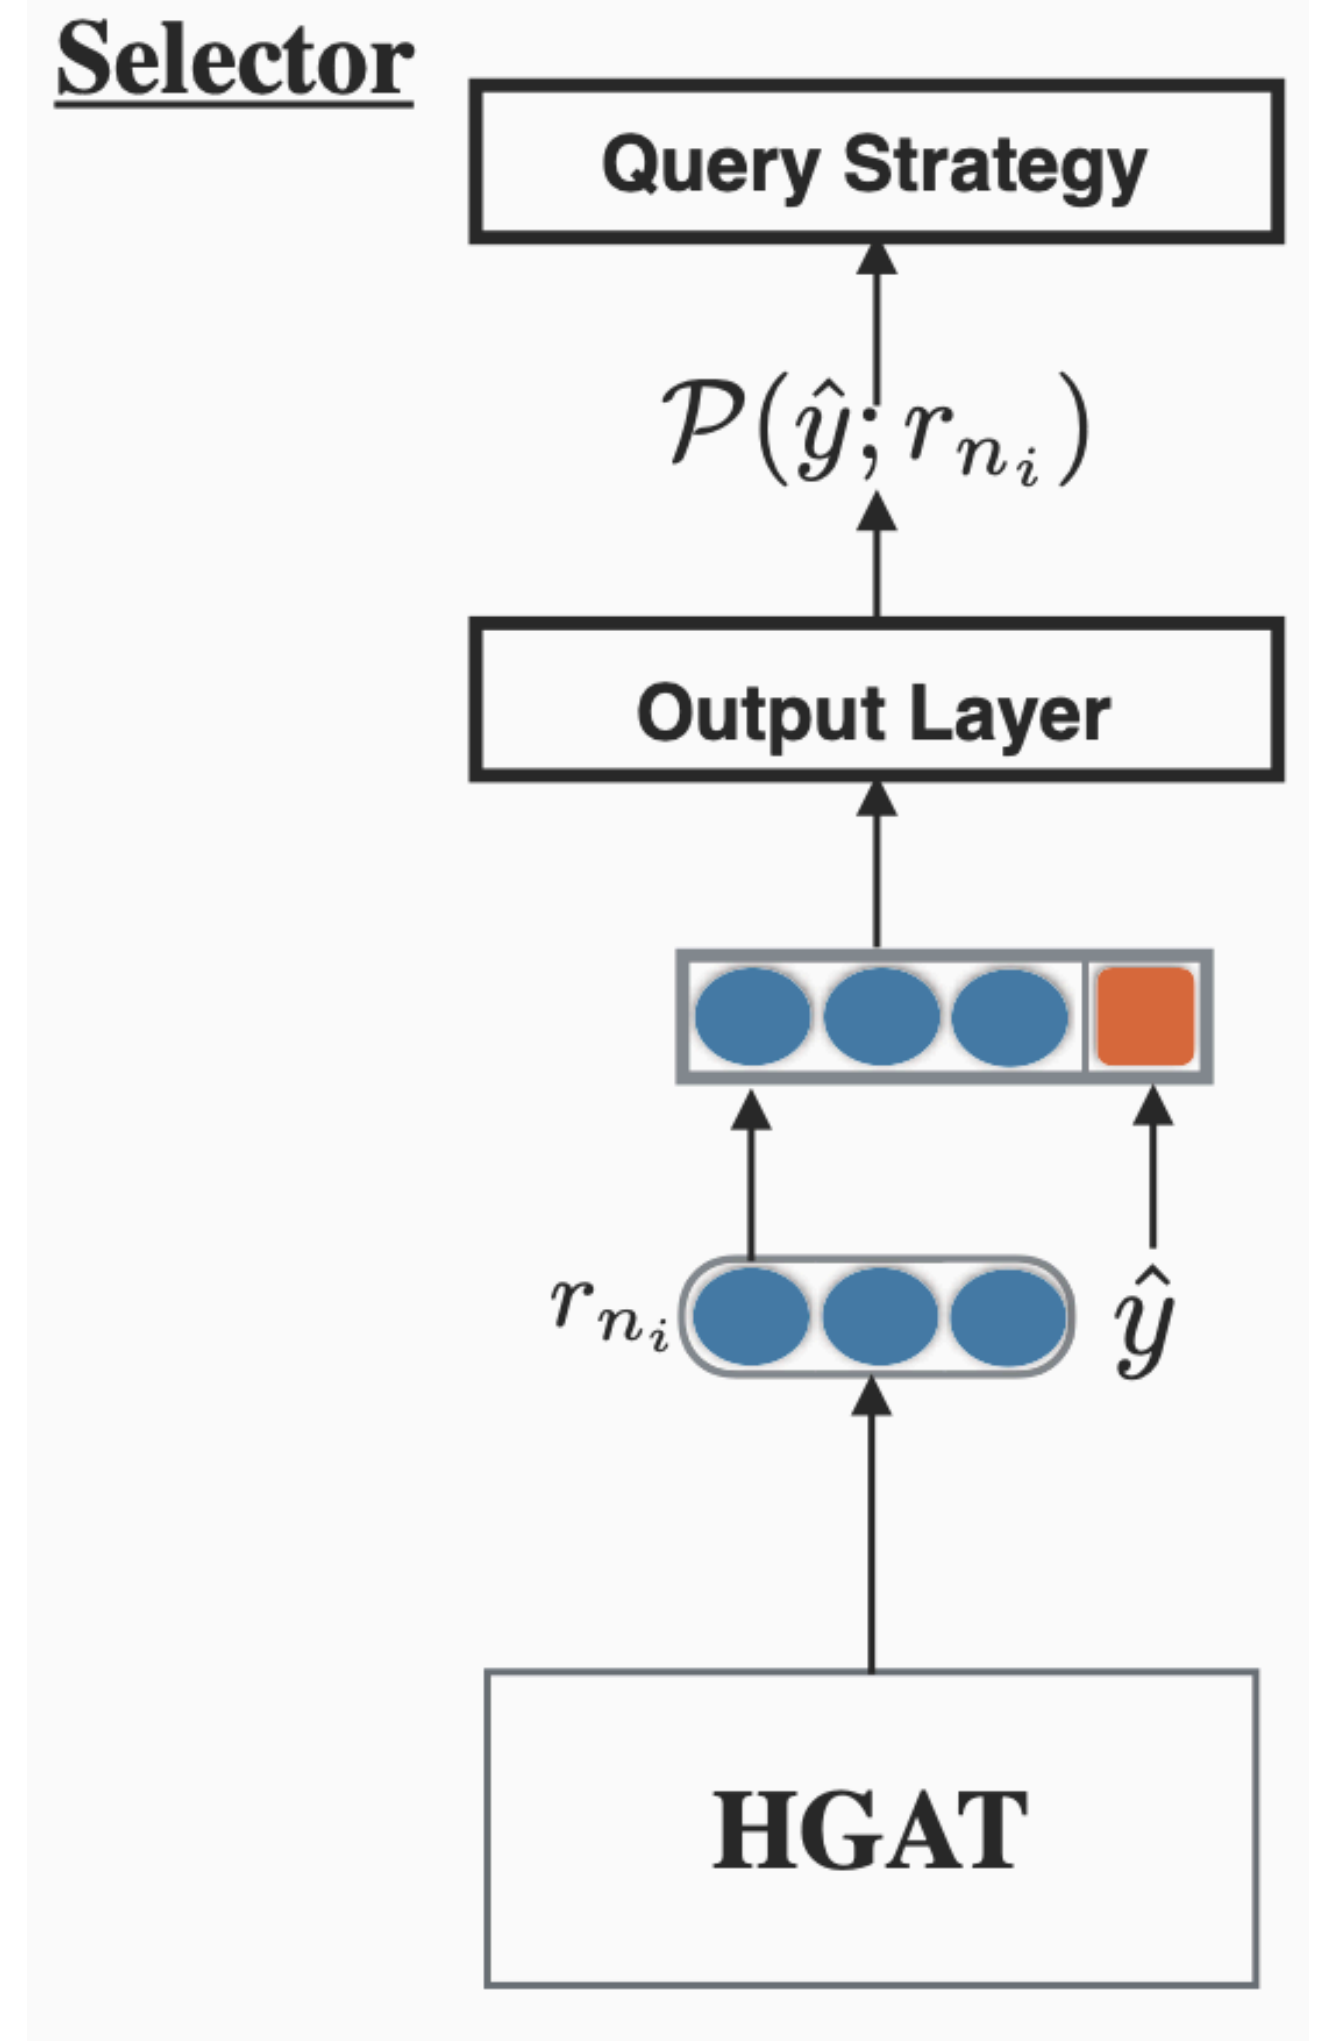 Selector
Query Strategy
𝒫(ŷ; r_{n_i})
Output Layer
r_{n_i}
ŷ
HGAT